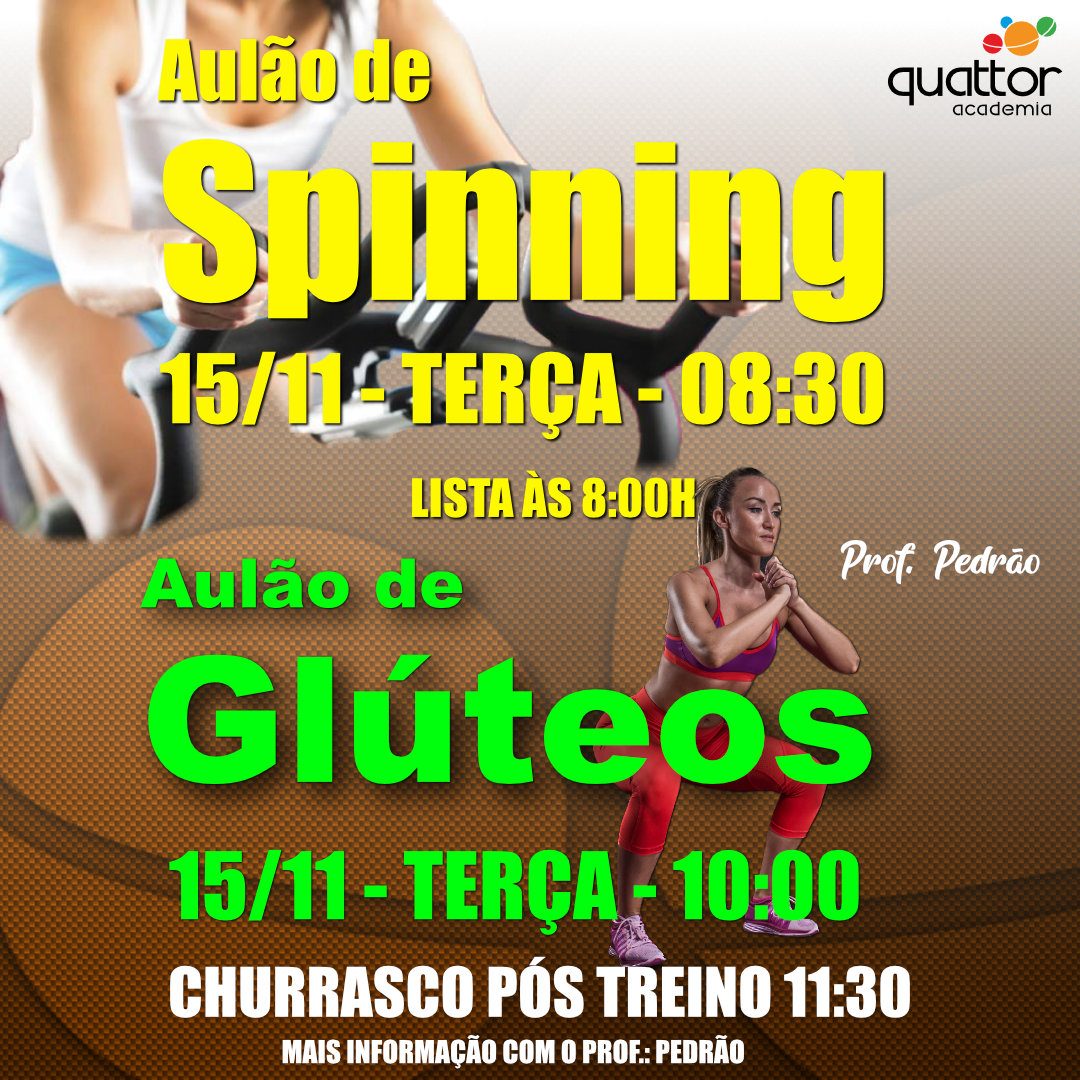 quattor
academia
Aulão de
Spinning
15/11 - TERÇA - 08:30
LISTA ÀS 8:00H
Prof. Pedrão
Aulão de
Glúteos
15/11 - TERÇA - 10:00
CHURRASCO PÓS TREINO 11:30
MAIS INFORMAÇÃO COM O PROF.: PEDRÃO